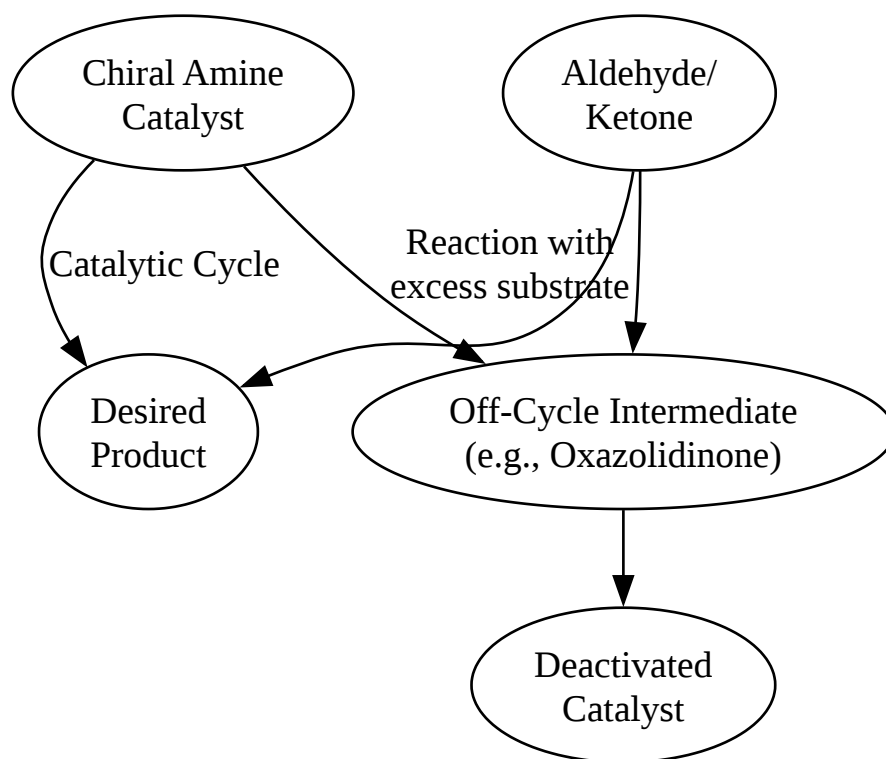 Chiral Amine
Catalyst
Aldehyde/
Ketone
Catalytic Cycle
Reaction with
excess substrate
Desired
Product
Off-Cycle Intermediate
(e.g., Oxazolidinone)
Deactivated
Catalyst